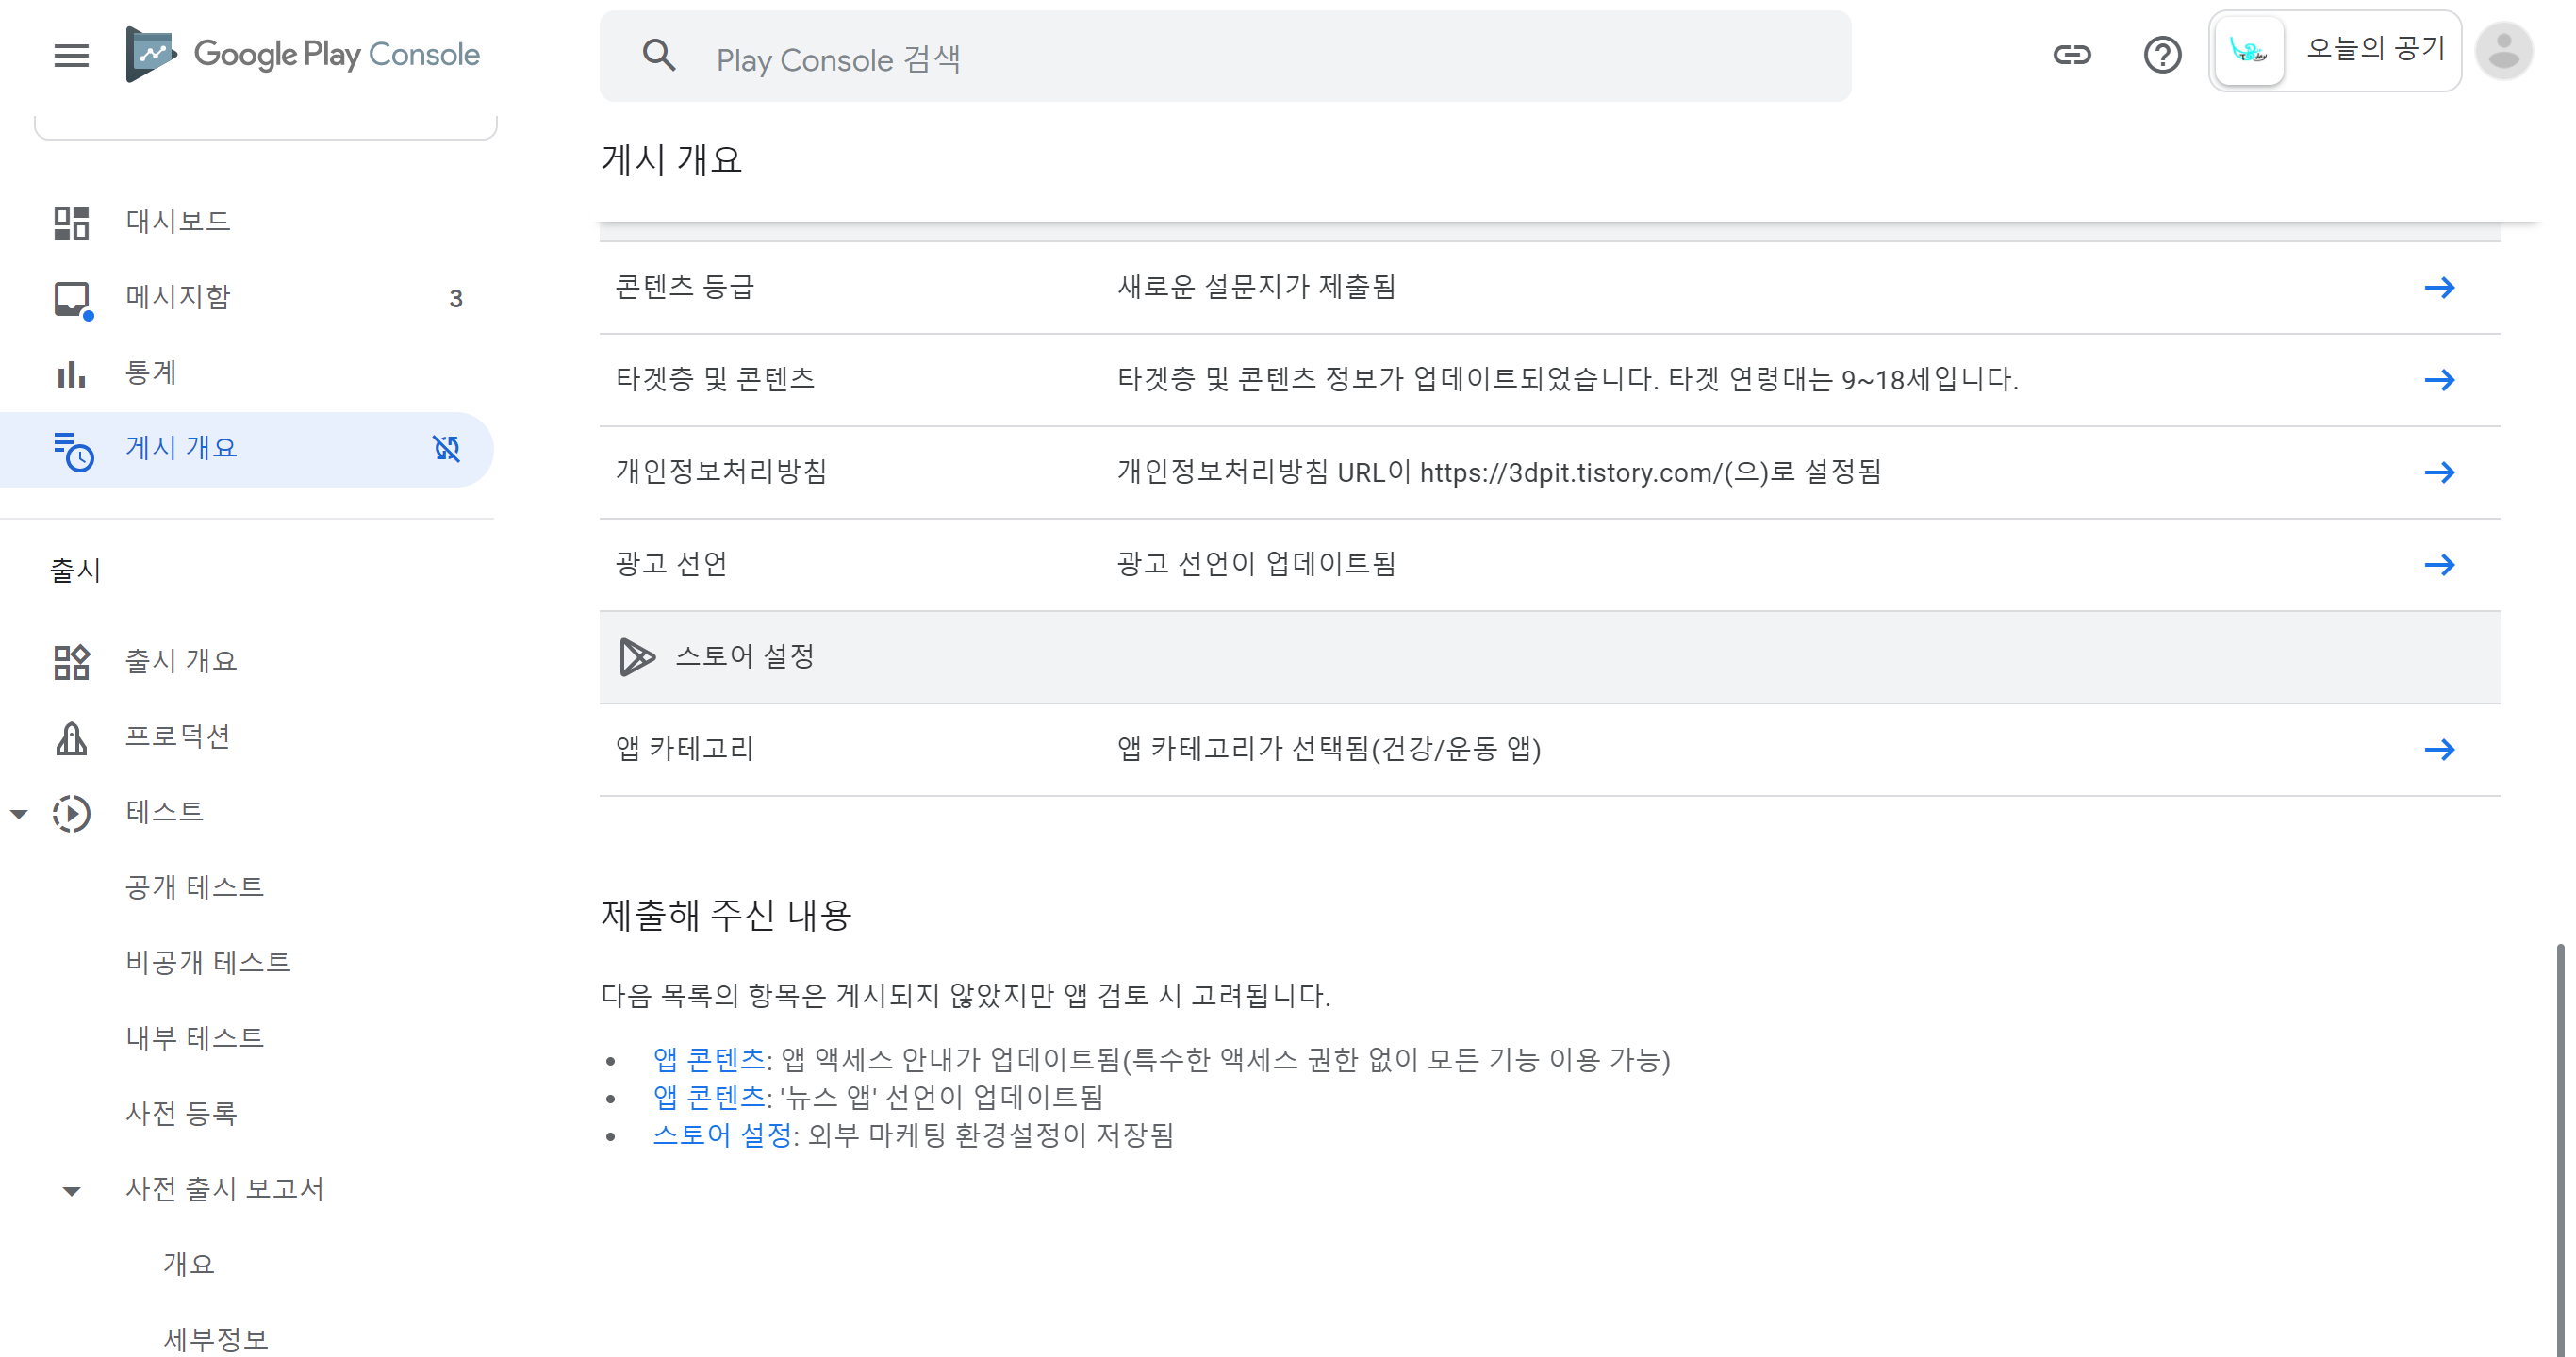 Google Play Console
Play Console 검색
오늘의 공기
게시 개요
대시보드
메시지함 3
통계
게시 개요
출시
출시 개요
프로덕션
테스트
공개 테스트
비공개 테스트
내부 테스트
사전 등록
사전 출시 보고서
개요
세부정보
콘텐츠 등급 새로운 설문지가 제출됨
타겟층 및 콘텐츠 타겟층 및 콘텐츠 정보가 업데이트되었습니다. 타겟 연령대는 9~18세입니다.
개인정보처리방침 개인정보처리방침 URL이 https://3dpit.tistory.com/(으)로 설정됨
광고 선언 광고 선언이 업데이트됨
스토어 설정
앱 카테고리 앱 카테고리가 선택됨(건강/운동 앱)
제출해 주신 내용
다음 목록의 항목은 게시되지 않았지만 앱 검토 시 고려됩니다.
• 앱 콘텐츠: 앱 액세스 안내가 업데이트됨(특수한 액세스 권한 없이 모든 기능 이용 가능)
• 앱 콘텐츠: '뉴스 앱' 선언이 업데이트됨
• 스토어 설정: 외부 마케팅 환경설정이 저장됨